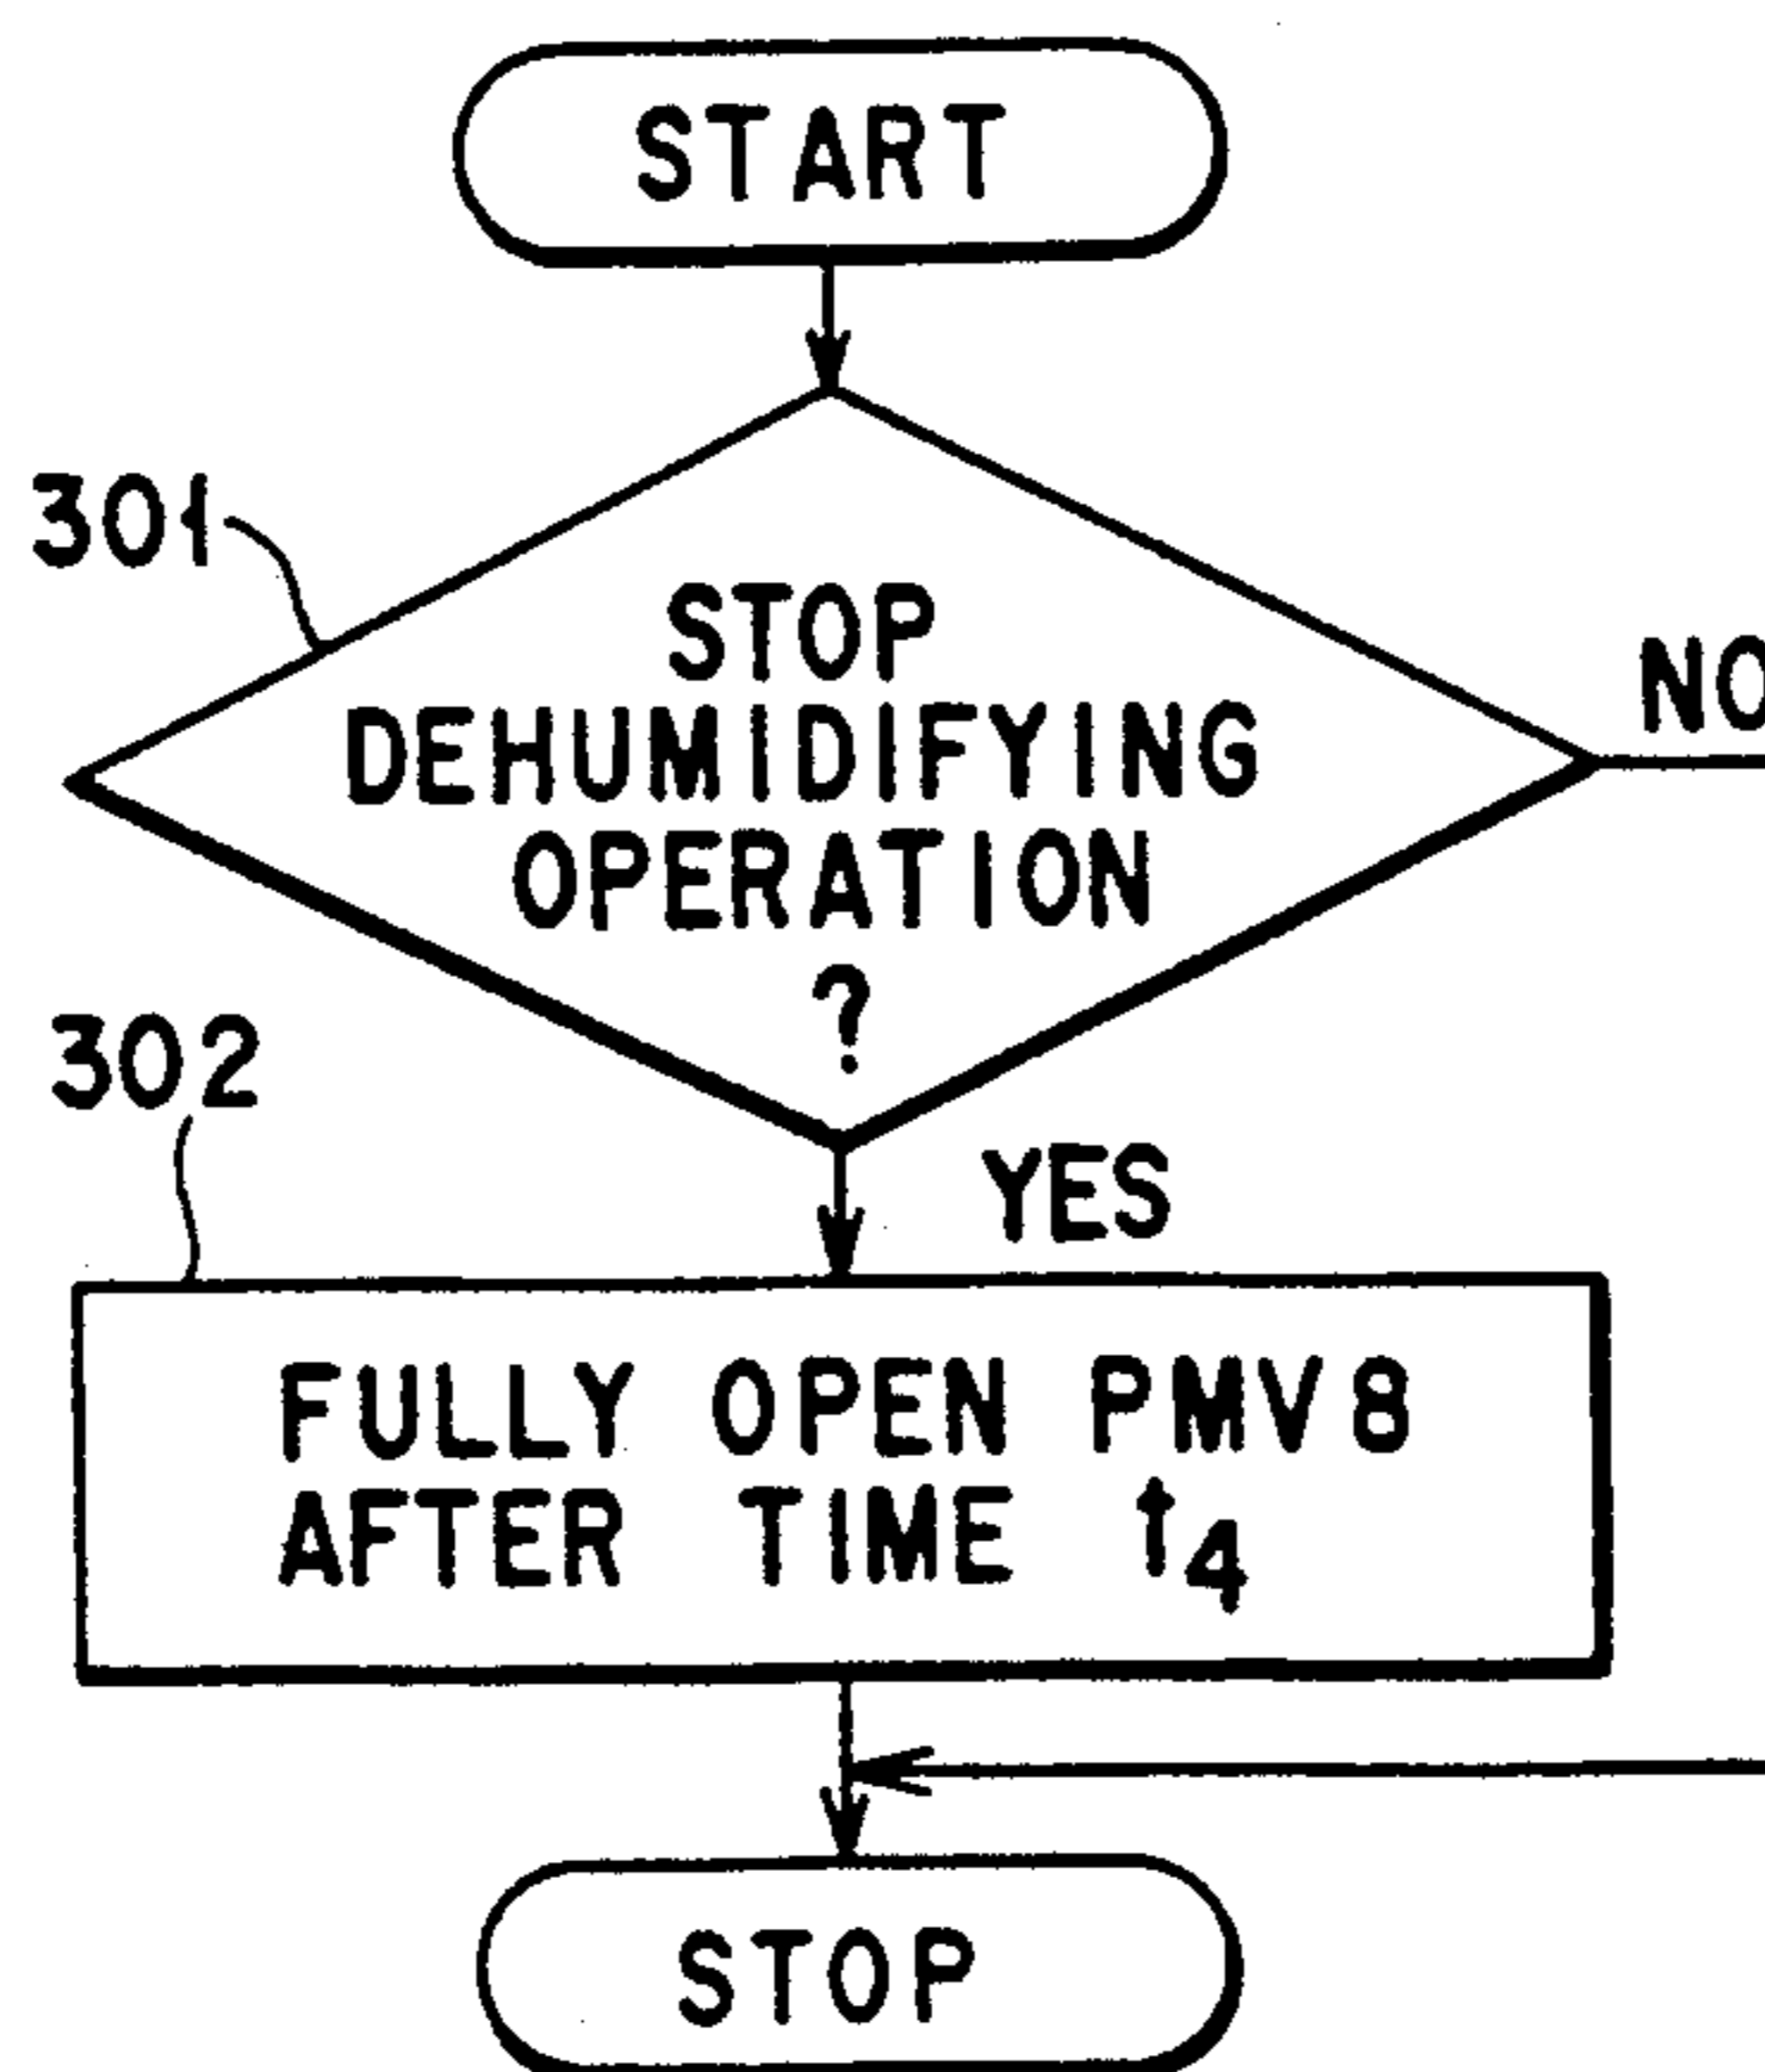 START
301
STOP
DEHUMIDIFYING
OPERATION
?
NO
302
YES
FULLY OPEN PMV8
AFTER TIME t₄
STOP